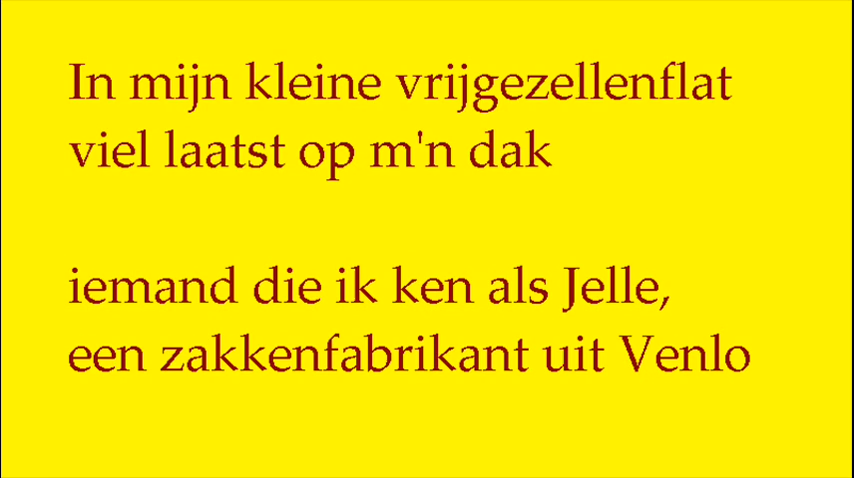 In mijn kleine vrijgezellenflat
viel laatst op m'n dak
iemand die ik ken als Jelle,
een zakkenfabrikant uit Venlo